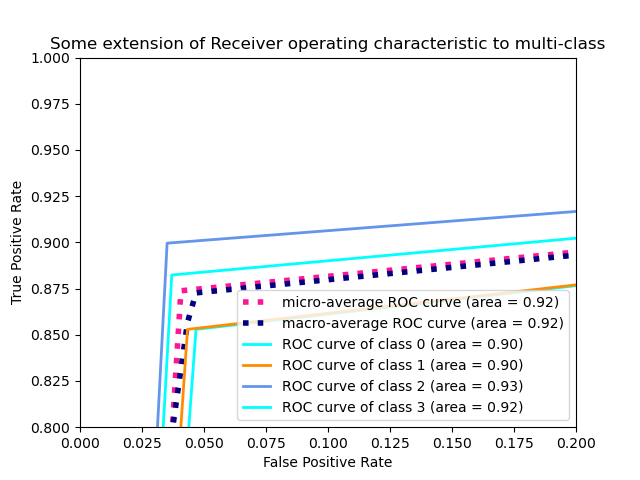 Some extension of Receiver operating characteristic to multi-class
1.000
0.975
0.950
0.925
0.900
0.875
0.850
0.825
0.800
True Positive Rate
micro-average ROC curve (area = 0.92)
macro-average ROC curve (area = 0.92)
ROC curve of class 0 (area = 0.90)
ROC curve of class 1 (area = 0.90)
ROC curve of class 2 (area = 0.93)
ROC curve of class 3 (area = 0.92)
0.000 0.025 0.050 0.075 0.100 0.125 0.150 0.175 0.200
False Positive Rate